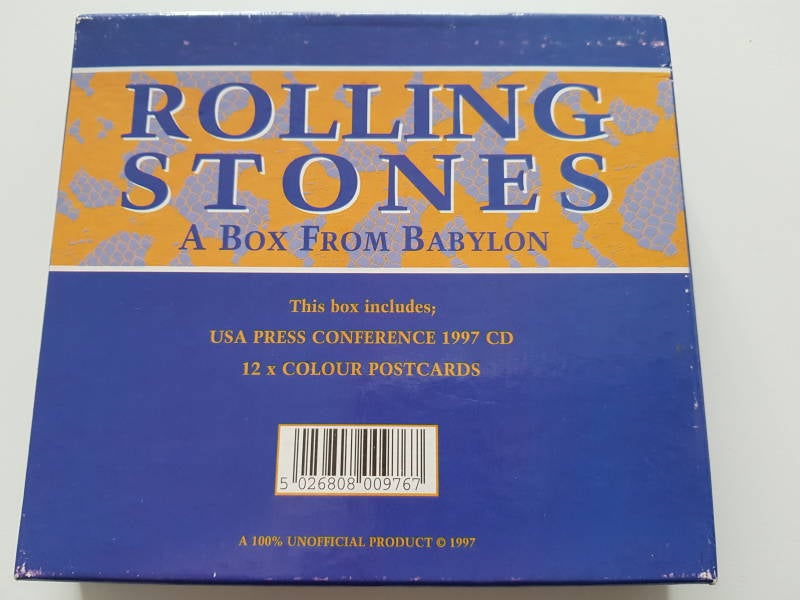 ROLLING
STONES
A BOX FROM BABYLON
This box includes;
USA PRESS CONFERENCE 1997 CD
12 x COLOUR POSTCARDS
5 026808 009767
A 100% UNOFFICIAL PRODUCT © 1997